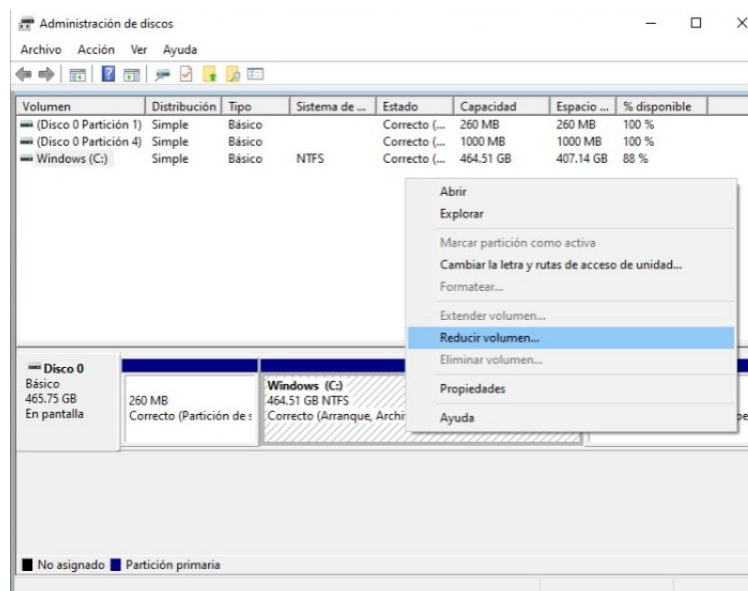 Administración de discos
Archivo Acción Ver Ayuda
Volumen Distribución Tipo Sistema de ... Estado Capacidad Espacio ... % disponible
(Disco 0 Partición 1) Simple Básico Correcto (... 260 MB 260 MB 100 %
(Disco 0 Partición 4) Simple Básico Correcto (... 1000 MB 1000 MB 100 %
Windows (C:) Simple Básico NTFS Correcto (... 464.51 GB 407.14 GB 88 %
Abrir
Explorar
Marcar partición como activa
Cambiar la letra y rutas de acceso de unidad...
Formatear...
Extender volumen...
Reducir volumen...
Eliminar volumen...
Propiedades
Ayuda
Disco 0
Básico
465.75 GB
En pantalla
260 MB
Correcto (Partición de s
Windows (C:)
464.51 GB NTFS
Correcto (Arranque, Archi
No asignado Partición primaria